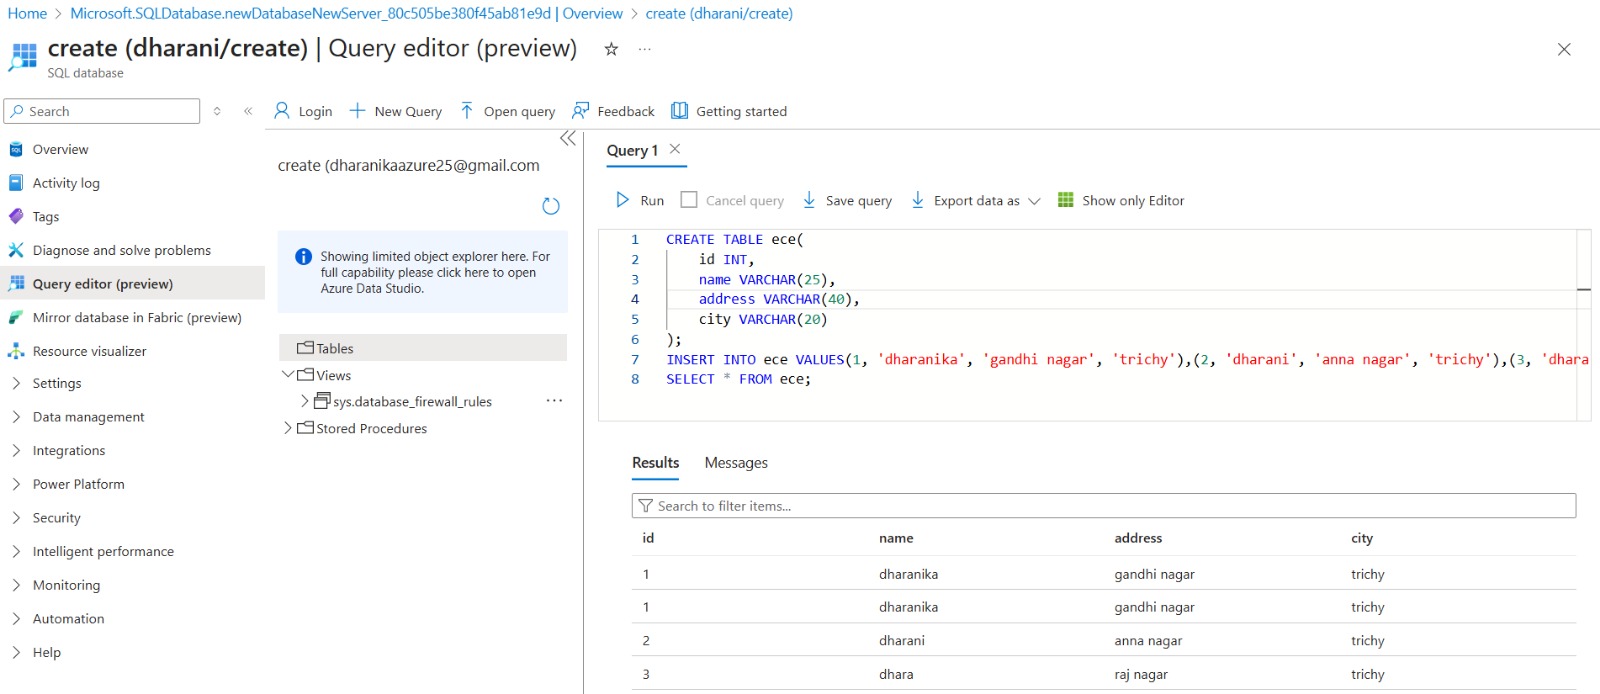 Home > Microsoft.SQLDatabase.newDatabaseNewServer_80c505be380f45ab81e9d | Overview > create (dharani/create)
create (dharani/create) | Query editor (preview)
SQL database
Search
Login
New Query
Open query
Feedback
Getting started
Overview
Activity log
Tags
Diagnose and solve problems
Query editor (preview)
Mirror database in Fabric (preview)
Resource visualizer
Settings
Data management
Integrations
Power Platform
Security
Intelligent performance
Monitoring
Automation
Help
create (dharanikaazure25@gmail.com
Showing limited object explorer here. For
full capability please click here to open
Azure Data Studio.
Tables
Views
sys.database_firewall_rules
Stored Procedures
Query 1
Run
Cancel query
Save query
Export data as
Show only Editor
1 CREATE TABLE ece(
2 id INT,
3 name VARCHAR(25),
4 address VARCHAR(40),
5 city VARCHAR(20)
6 );
7 INSERT INTO ece VALUES(1, 'dharanika', 'gandhi nagar', 'trichy'),(2, 'dharani', 'anna nagar', 'trichy'),(3, 'dhara
8 SELECT * FROM ece;
Results
Messages
Search to filter items...
id name address city
1 dharanika gandhi nagar trichy
1 dharanika gandhi nagar trichy
2 dharani anna nagar trichy
3 dhara raj nagar trichy